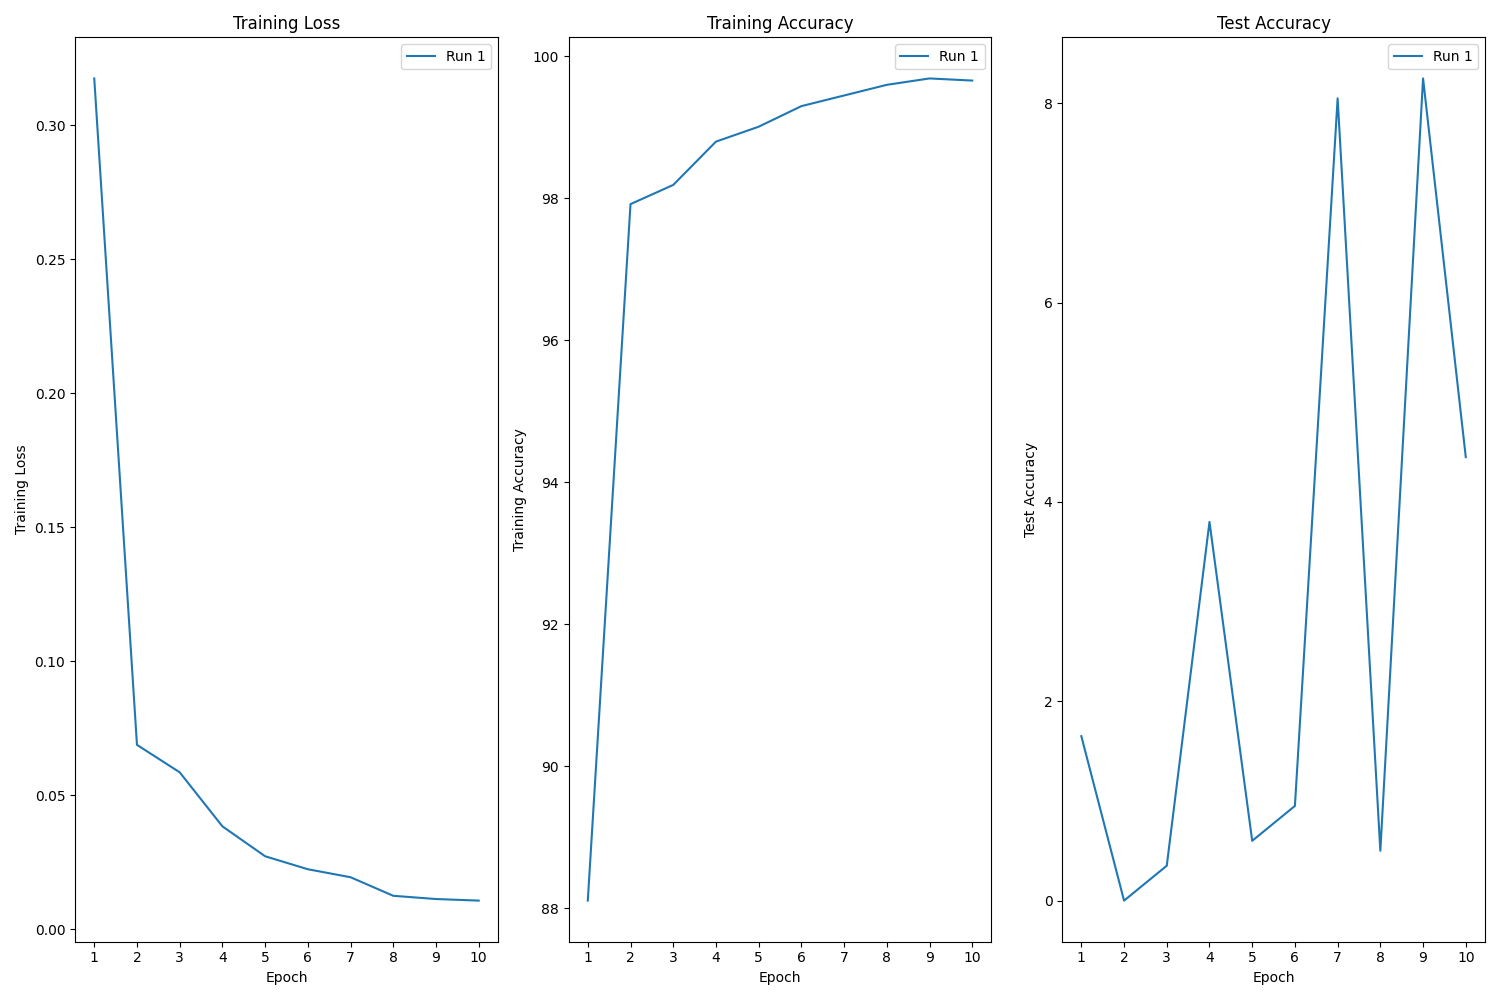 Training Loss
Run 1
Training Loss
0.30
0.25
0.20
0.15
0.10
0.05
0.00
1 2 3 4 5 6 7 8 9 10
Epoch
Training Accuracy
Run 1
Training Accuracy
100
98
96
94
92
90
88
1 2 3 4 5 6 7 8 9 10
Epoch
Test Accuracy
Run 1
Test Accuracy
8
6
4
2
0
1 2 3 4 5 6 7 8 9 10
Epoch